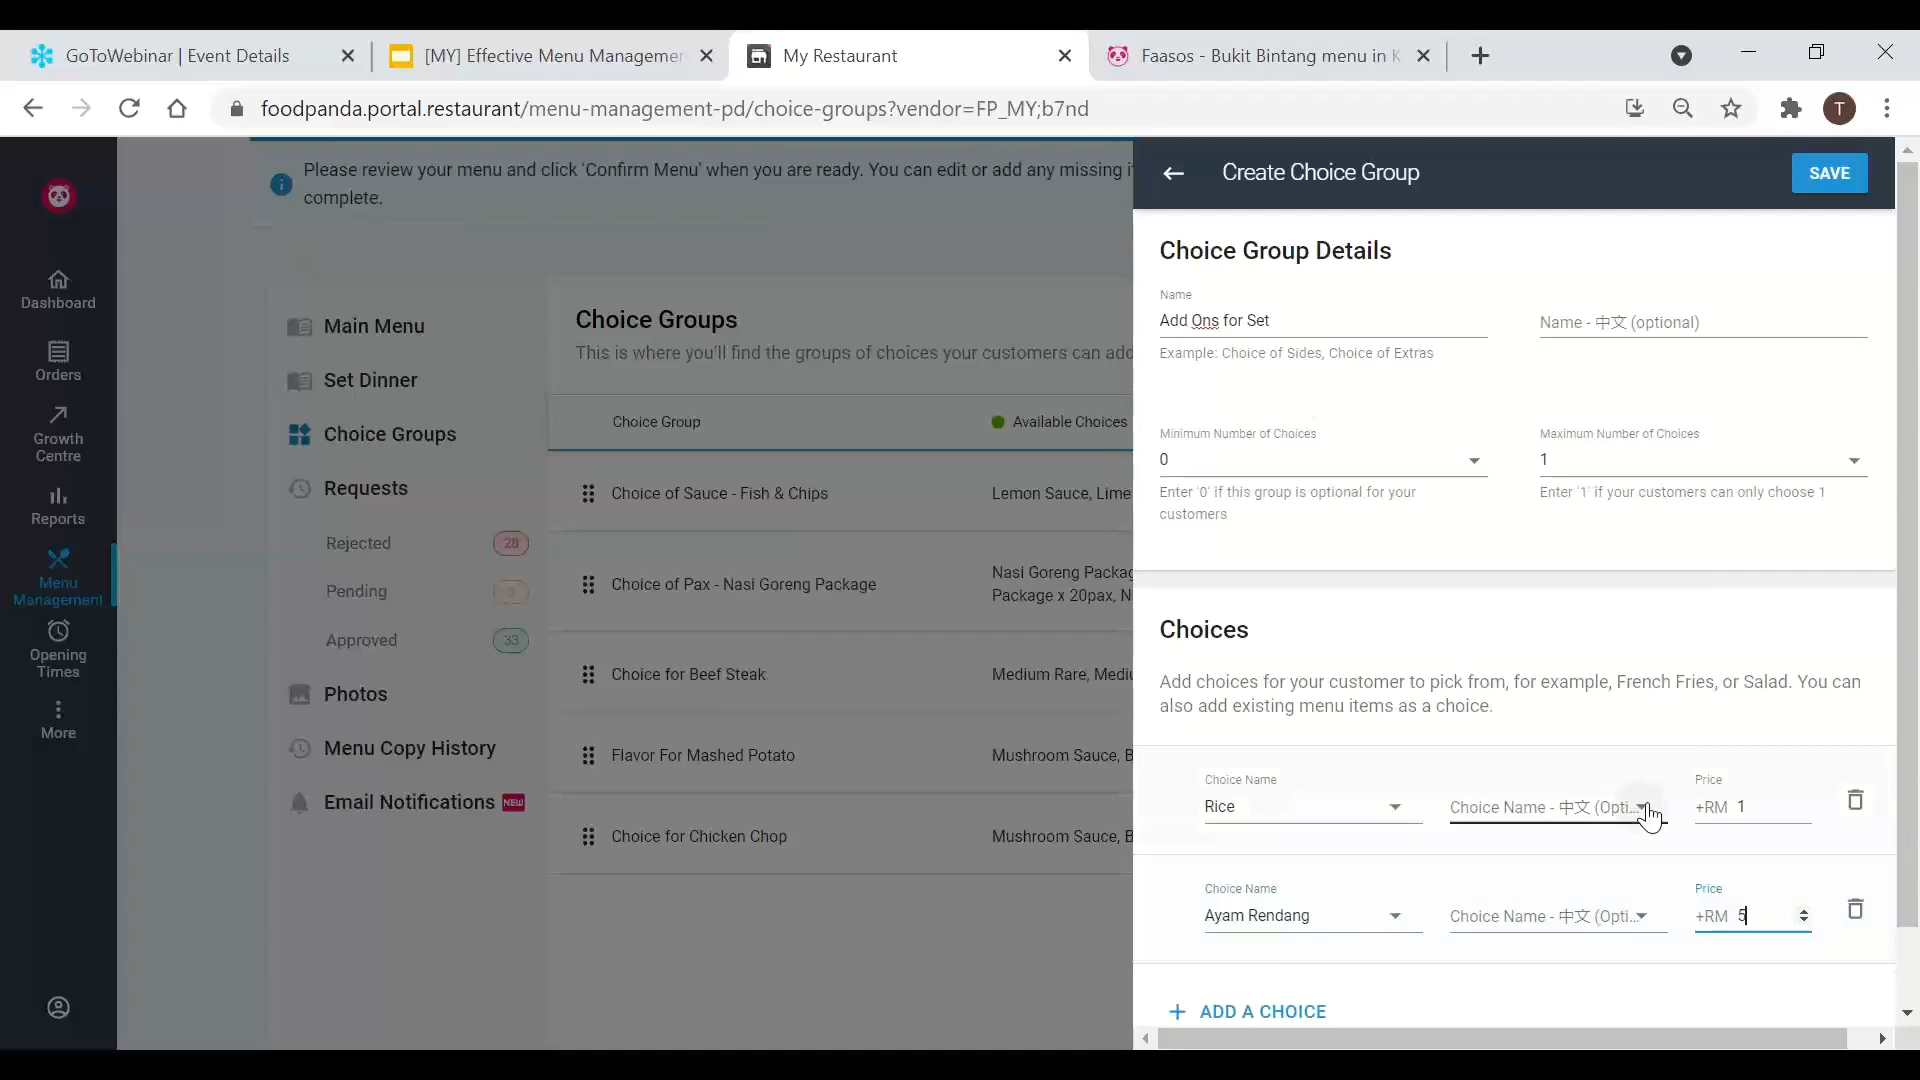 GoToWebinar | Event Details
[MY] Effective Menu Managemen
My Restaurant
Faasos - Bukit Bintang menu in K
foodpanda.portal.restaurant/menu-management-pd/choice-groups?vendor=FP_MY;b7nd
T
Please review your menu and click 'Confirm Menu' when you are ready. You can edit or add any missing i
complete.
Dashboard
Orders
Growth
Centre
Reports
Menu
Management
Opening
Times
More
Main Menu
Set Dinner
Choice Groups
Requests
Rejected
28
Pending
3
Approved
33
Photos
Menu Copy History
Email Notifications NEW
Choice Groups
This is where you'll find the groups of choices your customers can add
Choice Group
Available Choices
Choice of Sauce - Fish & Chips
Lemon Sauce, Lime
Choice of Pax - Nasi Goreng Package
Nasi Goreng Packag
Package x 20pax, N
Choice for Beef Steak
Medium Rare, Mediu
Flavor For Mashed Potato
Mushroom Sauce, B
Choice for Chicken Chop
Mushroom Sauce, B
Create Choice Group
SAVE
Choice Group Details
Name
Add Ons for Set
Name - 中文 (optional)
Example: Choice of Sides, Choice of Extras
Minimum Number of Choices
0
Enter '0' if this group is optional for your
customers
Maximum Number of Choices
1
Enter '1' if your customers can only choose 1
Choices
Add choices for your customer to pick from, for example, French Fries, or Salad. You can
also add existing menu items as a choice.
Choice Name
Rice
Choice Name - 中文 (Opti...
Price
+RM 1
Choice Name
Ayam Rendang
Choice Name - 中文 (Opti...
Price
+RM 5
+ ADD A CHOICE